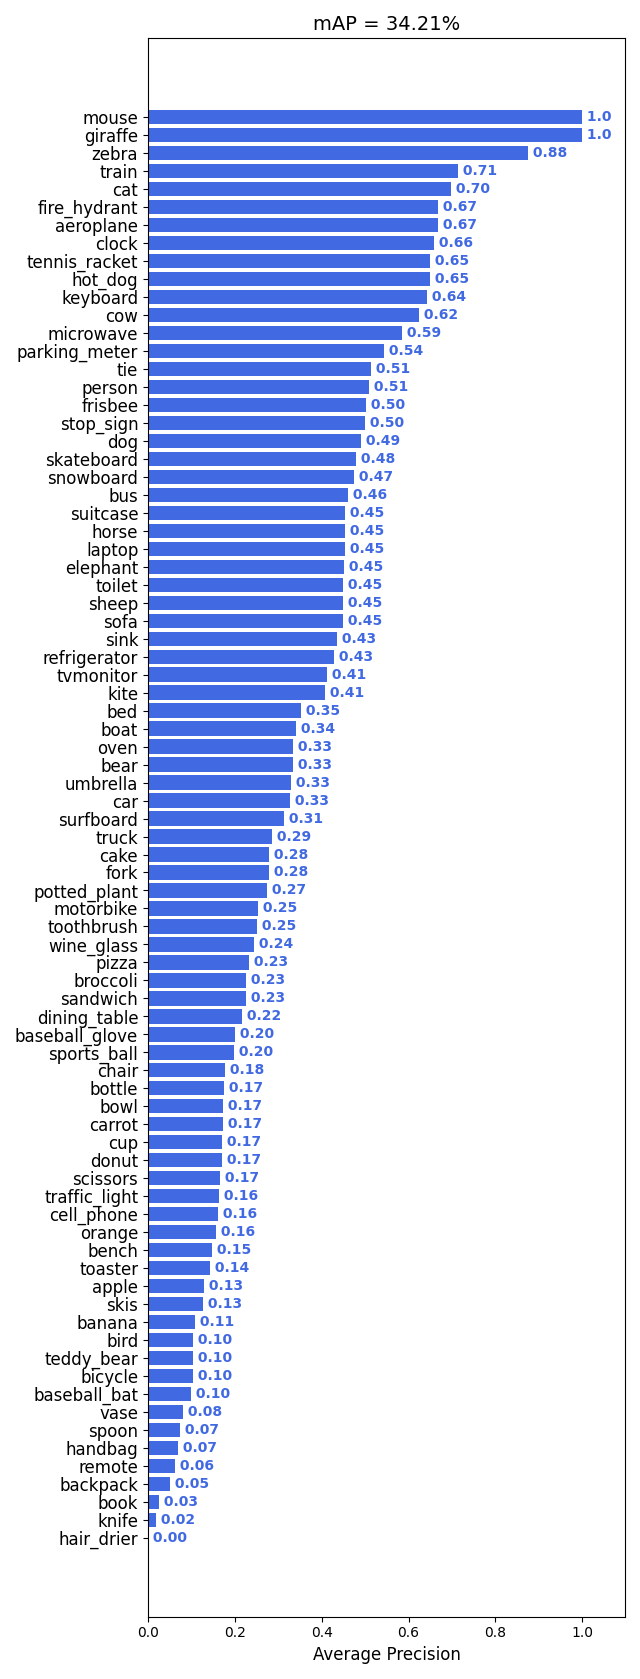 mAP = 34.21%
mouse 1.0
giraffe 1.0
zebra 0.88
train 0.71
cat 0.70
fire_hydrant 0.67
aeroplane 0.67
clock 0.66
tennis_racket 0.65
hot_dog 0.65
keyboard 0.64
cow 0.62
microwave 0.59
parking_meter 0.54
tie 0.51
person 0.51
frisbee 0.50
stop_sign 0.50
dog 0.49
skateboard 0.48
snowboard 0.47
bus 0.46
suitcase 0.45
horse 0.45
laptop 0.45
elephant 0.45
toilet 0.45
sheep 0.45
sofa 0.45
sink 0.43
refrigerator 0.43
tvmonitor 0.41
kite 0.41
bed 0.35
boat 0.34
oven 0.33
bear 0.33
umbrella 0.33
car 0.33
surfboard 0.31
truck 0.29
cake 0.28
fork 0.28
potted_plant 0.27
motorbike 0.25
toothbrush 0.25
wine_glass 0.24
pizza 0.23
broccoli 0.23
sandwich 0.23
dining_table 0.22
baseball_glove 0.20
sports_ball 0.20
chair 0.18
bottle 0.17
bowl 0.17
carrot 0.17
cup 0.17
donut 0.17
scissors 0.17
traffic_light 0.16
cell_phone 0.16
orange 0.16
bench 0.15
toaster 0.14
apple 0.13
skis 0.13
banana 0.11
bird 0.10
teddy_bear 0.10
bicycle 0.10
baseball_bat 0.10
vase 0.08
spoon 0.07
handbag 0.07
remote 0.06
backpack 0.05
book 0.03
knife 0.02
hair_drier 0.00
0.0 0.2 0.4 0.6 0.8 1.0
Average Precision